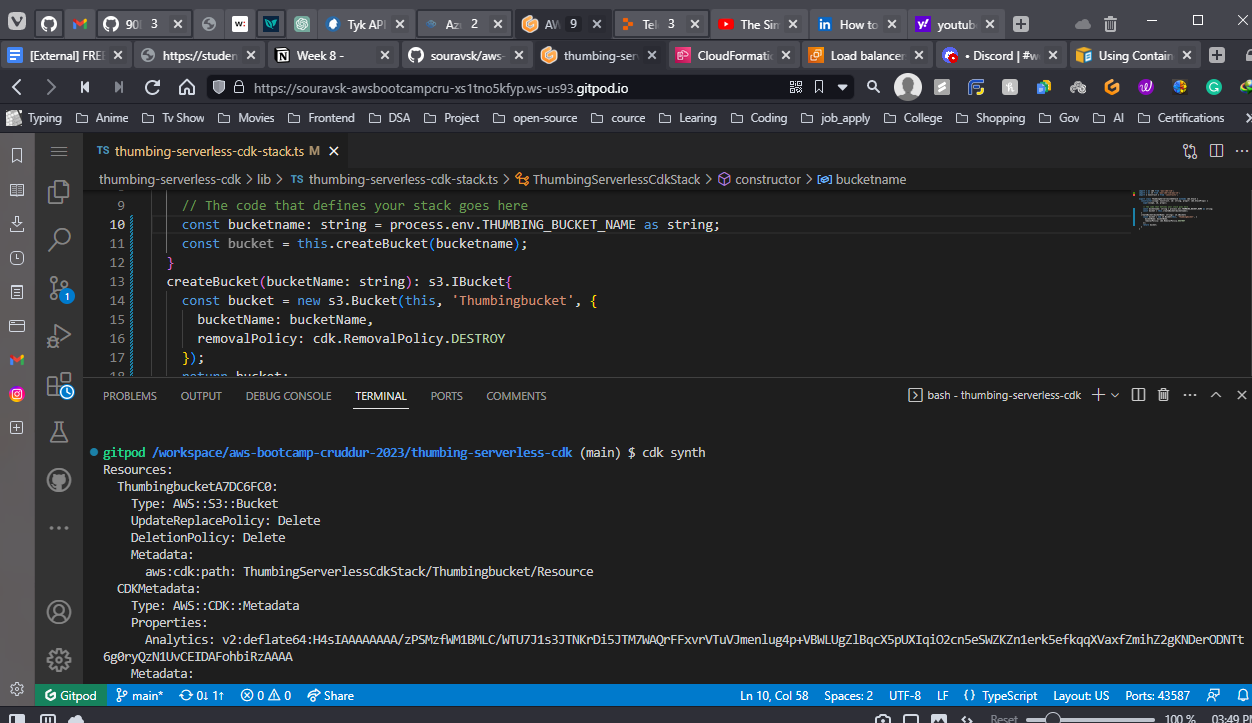 90 3
w:
Tyk API
Az 2
AW 9
Tel 3
The Sin
How to
youtub
[External] FRE
https://studen
Week 8 -
souravsk/aws-
thumbing-serv
CloudFormatic
Load balancer
• Discord | #w
Using Contain
https://souravsk-awsbootcampcru-xs1tno5kfyp.ws-us93.gitpod.io
Typing
Anime
Tv Show
Movies
Frontend
DSA
Project
open-source
cource
Learing
Coding
job_apply
College
Shopping
Gov
AI
Certifications
TS thumbing-serverless-cdk-stack.ts M
thumbing-serverless-cdk > lib > TS thumbing-serverless-cdk-stack.ts > ThumbingServerlessCdkStack > constructor > bucketname
9 // The code that defines your stack goes here
10 const bucketname: string = process.env.THUMBING_BUCKET_NAME as string;
11 const bucket = this.createBucket(bucketname);
12 }
13 createBucket(bucketName: string): s3.IBucket{
14 const bucket = new s3.Bucket(this, 'Thumbingbucket', {
15 bucketName: bucketName,
16 removalPolicy: cdk.RemovalPolicy.DESTROY
17 });
18 return bucket;
1
PROBLEMS
OUTPUT
DEBUG CONSOLE
TERMINAL
PORTS
COMMENTS
bash - thumbing-serverless-cdk
gitpod /workspace/aws-bootcamp-cruddur-2023/thumbing-serverless-cdk (main) $ cdk synth
Resources:
ThumbingbucketA7DC6FC0:
Type: AWS::S3::Bucket
UpdateReplacePolicy: Delete
DeletionPolicy: Delete
Metadata:
aws:cdk:path: ThumbingServerlessCdkStack/Thumbingbucket/Resource
CDKMetadata:
Type: AWS::CDK::Metadata
Properties:
Analytics: v2:deflate64:H4sIAAAAAAAA/zPSMzfWM1BMLC/WTU7J1s3JTNKrDi5JTM7WAQrFFxvrVTuVJmenlug4p+VBWLUgZlBqcX5pUXIqiO2cn5eSWZKZn1erk5efkqqXVaxfZmihZ2gKNDerODNTt
6g0ryQzN1UvCEIDAFohbiRzAAAA
Metadata:
Gitpod
main*
0↓ 1↑
0 0
Share
Ln 10, Col 58
Spaces: 2
UTF-8
LF
{} TypeScript
Layout: US
Ports: 43587
Reset
100 %
03:49 P